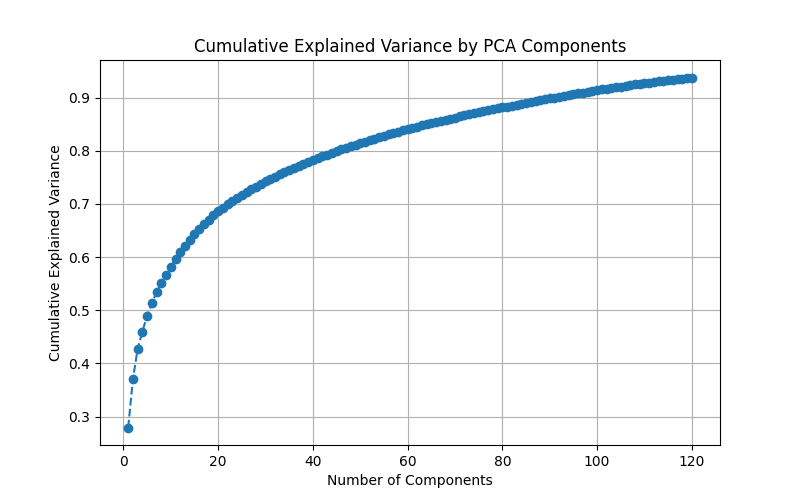 Cumulative Explained Variance by PCA Components
Cumulative Explained Variance
0.9
0.8
0.7
0.6
0.5
0.4
0.3
0 20 40 60 80 100 120
Number of Components